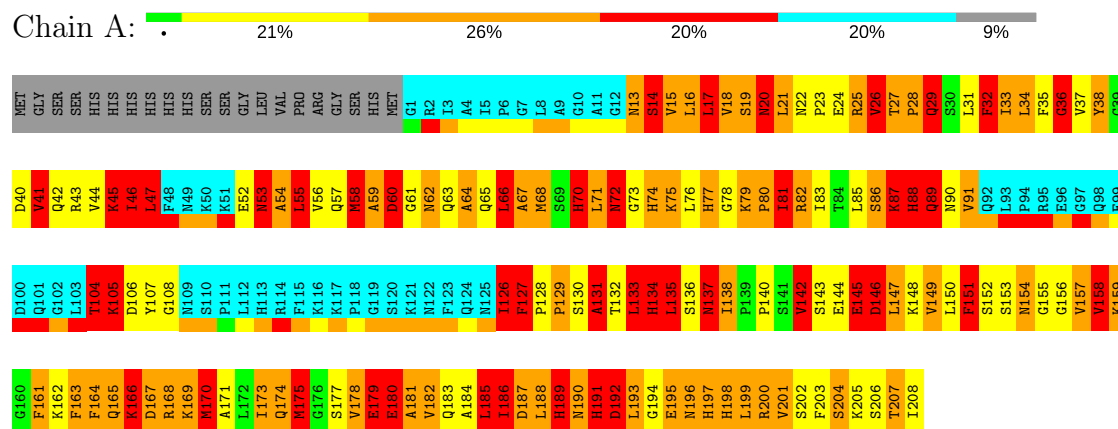 Chain A: • 21% 26% 20% 20% 9%
MET GLY SER SER HIS HIS HIS HIS HIS HIS SER SER GLY LEU VAL PRO ARG GLY SER HIS MET G1 R2 I3 A4 I5 P6 G7 L8 A9 G10 A11 G12 N13 S14 V15 L16 L17 V18 S19 N20 L21 N22 P23 E24 R25 V26 T27 P28 Q29 S30 L31 F32 I33 L34 F35 G36 V37 Y38 G39
D40 V41 Q42 R43 V44 K45 I46 L47 F48 N49 K50 K51 E52 N53 A54 L55 V56 Q57 M58 A59 D60 G61 N62 Q63 A64 Q65 L66 A67 M68 S69 H70 L71 N72 G73 H74 K75 L76 H77 G78 K79 P80 I81 R82 I83 T84 L85 S86 K87 H88 Q89 N90 V91 Q92 L93 P94 R95 E96 G97 Q98 E99
D100 Q101 G102 L103 T104 K105 D106 Y107 G108 N109 S110 P111 L112 H113 R114 F115 K116 K117 P118 G119 S120 K121 N122 F123 Q124 N125 I126 F127 P128 P129 S130 A131 T132 L133 H134 L135 S136 N137 I138 P139 P140 S141 V142 S143 E144 E145 D146 L147 K148 V149 L150 F151 S152 S153 N154 G155 G156 V157 V158 K159
G160 F161 K162 F163 F164 Q165 K166 D167 R168 K169 M170 A171 L172 I173 Q174 M175 G176 S177 V178 E179 E180 A181 V182 Q183 A184 L185 I186 D187 L188 H189 N190 H191 D192 L193 G194 E195 N196 H197 H198 L199 R200 V201 S202 F203 S204 K205 S206 T207 I208